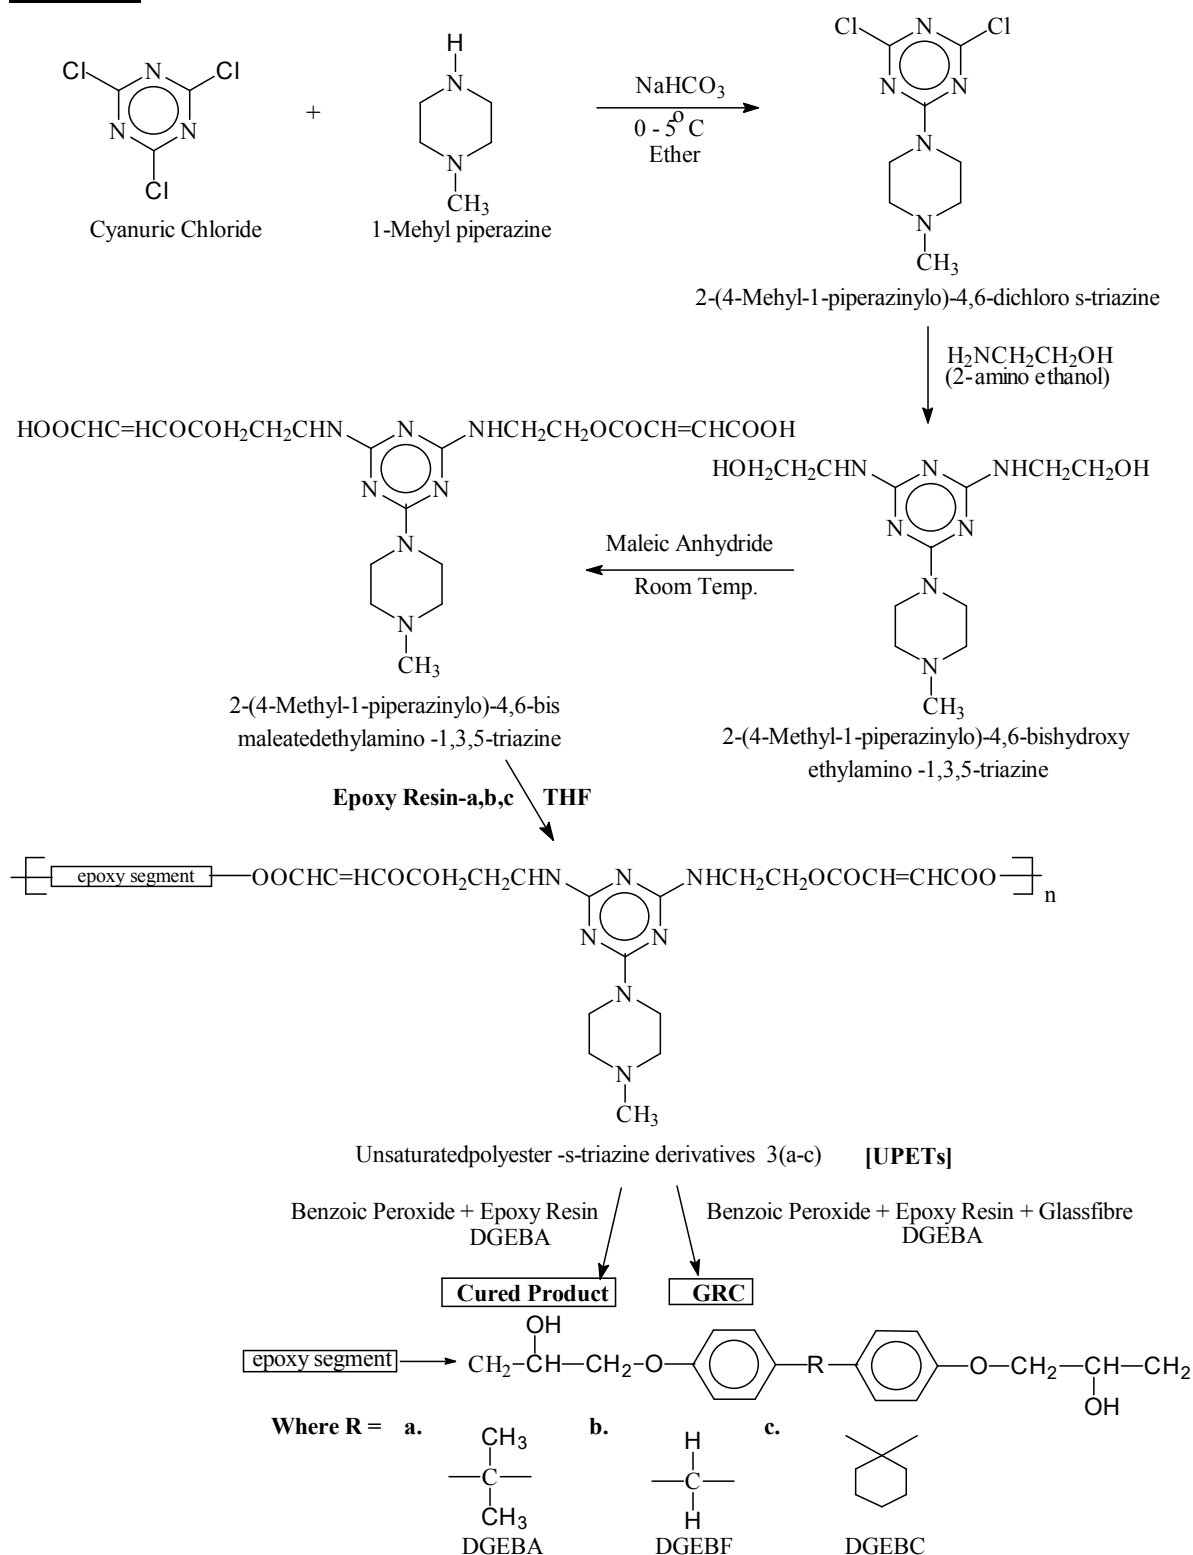 Cl N Cl
N N
Cl
Cyanuric Chloride
+
H
N
N
CH3
1-Mehyl piperazine
NaHCO3
0 - 5o C
Ether
Cl N Cl
N N
N
N
CH3
2-(4-Mehyl-1-piperazinylo)-4,6-dichloro s-triazine
H2NCH2CH2OH
(2-amino ethanol)
HOH2CH2CHN N NHCH2CH2OH
N N
N
N
CH3
2-(4-Methyl-1-piperazinylo)-4,6-bishydroxy
ethylamino -1,3,5-triazine
Maleic Anhydride
Room Temp.
HOOCHC=HCOCOH2CH2CHN N NHCH2CH2OCOCH=CHCOOH
N N
N
N
CH3
2-(4-Methyl-1-piperazinylo)-4,6-bis
maleatedethylamino -1,3,5-triazine
Epoxy Resin-a,b,c THF
epoxy segment OOCHC=HCOCOH2CH2CHN N NHCH2CH2OCOCH=CHCOO n
N N
N
N
CH3
Unsaturatedpolyester -s-triazine derivatives 3(a-c) [UPETs]
Benzoic Peroxide + Epoxy Resin
DGEBA
Benzoic Peroxide + Epoxy Resin + Glassfibre
DGEBA
Cured Product
GRC
OH
epoxy segment CH2-CH-CH2-O R O CH2 CH CH2
OH
Where R = a. b. c.
CH3 H
C C
CH3 H
DGEBA DGEBF DGEBC